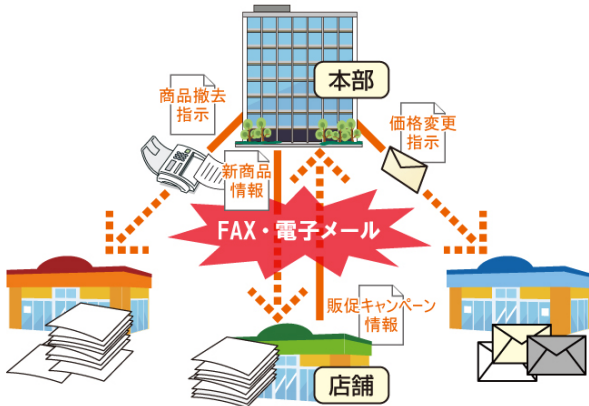 本部
商品撤去
指示
価格変更
指示
新商品
情報
FAX・電子メール
販促キャンペーン
情報
店舗